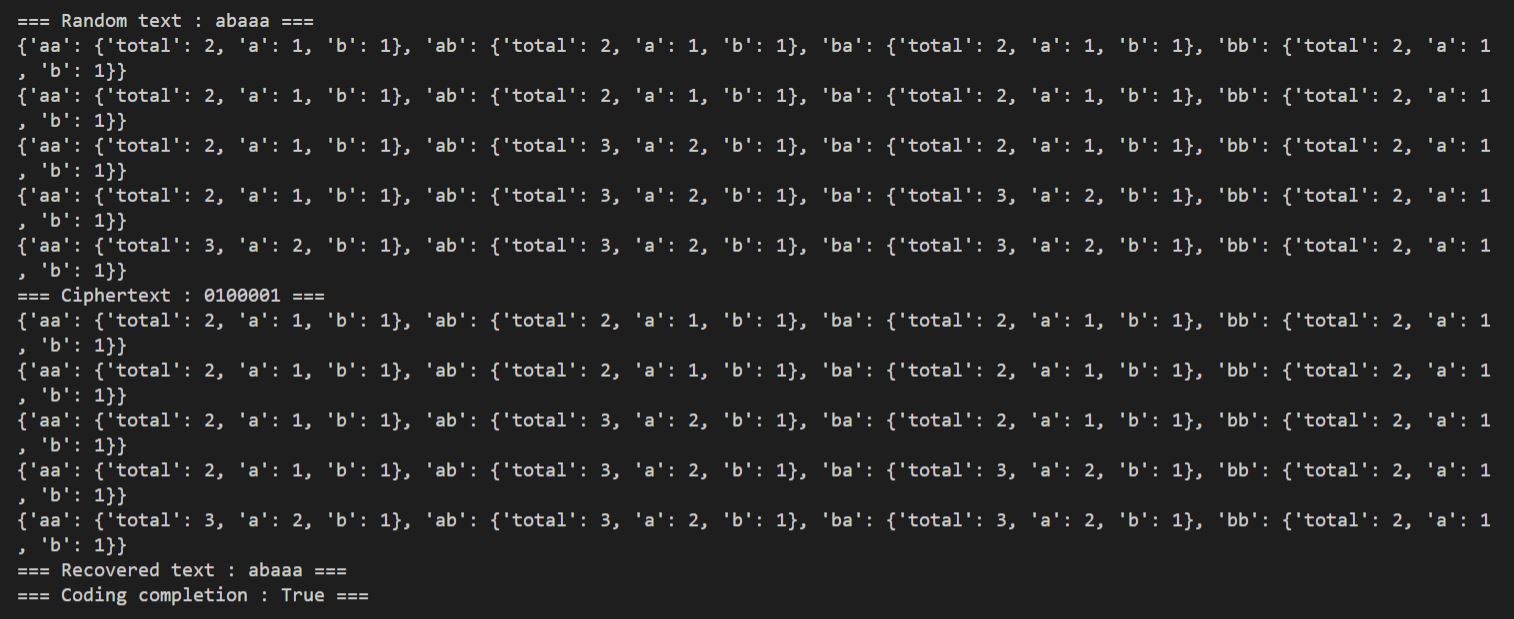 === Random text : abaaa ===
{'aa': {'total': 2, 'a': 1, 'b': 1}, 'ab': {'total': 2, 'a': 1, 'b': 1}, 'ba': {'total': 2, 'a': 1, 'b': 1}, 'bb': {'total': 2, 'a': 1
, 'b': 1}}
{'aa': {'total': 2, 'a': 1, 'b': 1}, 'ab': {'total': 2, 'a': 1, 'b': 1}, 'ba': {'total': 2, 'a': 1, 'b': 1}, 'bb': {'total': 2, 'a': 1
, 'b': 1}}
{'aa': {'total': 2, 'a': 1, 'b': 1}, 'ab': {'total': 3, 'a': 2, 'b': 1}, 'ba': {'total': 2, 'a': 1, 'b': 1}, 'bb': {'total': 2, 'a': 1
, 'b': 1}}
{'aa': {'total': 2, 'a': 1, 'b': 1}, 'ab': {'total': 3, 'a': 2, 'b': 1}, 'ba': {'total': 3, 'a': 2, 'b': 1}, 'bb': {'total': 2, 'a': 1
, 'b': 1}}
{'aa': {'total': 3, 'a': 2, 'b': 1}, 'ab': {'total': 3, 'a': 2, 'b': 1}, 'ba': {'total': 3, 'a': 2, 'b': 1}, 'bb': {'total': 2, 'a': 1
, 'b': 1}}
=== Ciphertext : 0100001 ===
{'aa': {'total': 2, 'a': 1, 'b': 1}, 'ab': {'total': 2, 'a': 1, 'b': 1}, 'ba': {'total': 2, 'a': 1, 'b': 1}, 'bb': {'total': 2, 'a': 1
, 'b': 1}}
{'aa': {'total': 2, 'a': 1, 'b': 1}, 'ab': {'total': 2, 'a': 1, 'b': 1}, 'ba': {'total': 2, 'a': 1, 'b': 1}, 'bb': {'total': 2, 'a': 1
, 'b': 1}}
{'aa': {'total': 2, 'a': 1, 'b': 1}, 'ab': {'total': 3, 'a': 2, 'b': 1}, 'ba': {'total': 2, 'a': 1, 'b': 1}, 'bb': {'total': 2, 'a': 1
, 'b': 1}}
{'aa': {'total': 2, 'a': 1, 'b': 1}, 'ab': {'total': 3, 'a': 2, 'b': 1}, 'ba': {'total': 3, 'a': 2, 'b': 1}, 'bb': {'total': 2, 'a': 1
, 'b': 1}}
{'aa': {'total': 3, 'a': 2, 'b': 1}, 'ab': {'total': 3, 'a': 2, 'b': 1}, 'ba': {'total': 3, 'a': 2, 'b': 1}, 'bb': {'total': 2, 'a': 1
, 'b': 1}}
=== Recovered text : abaaa ===
=== Coding completion : True ===